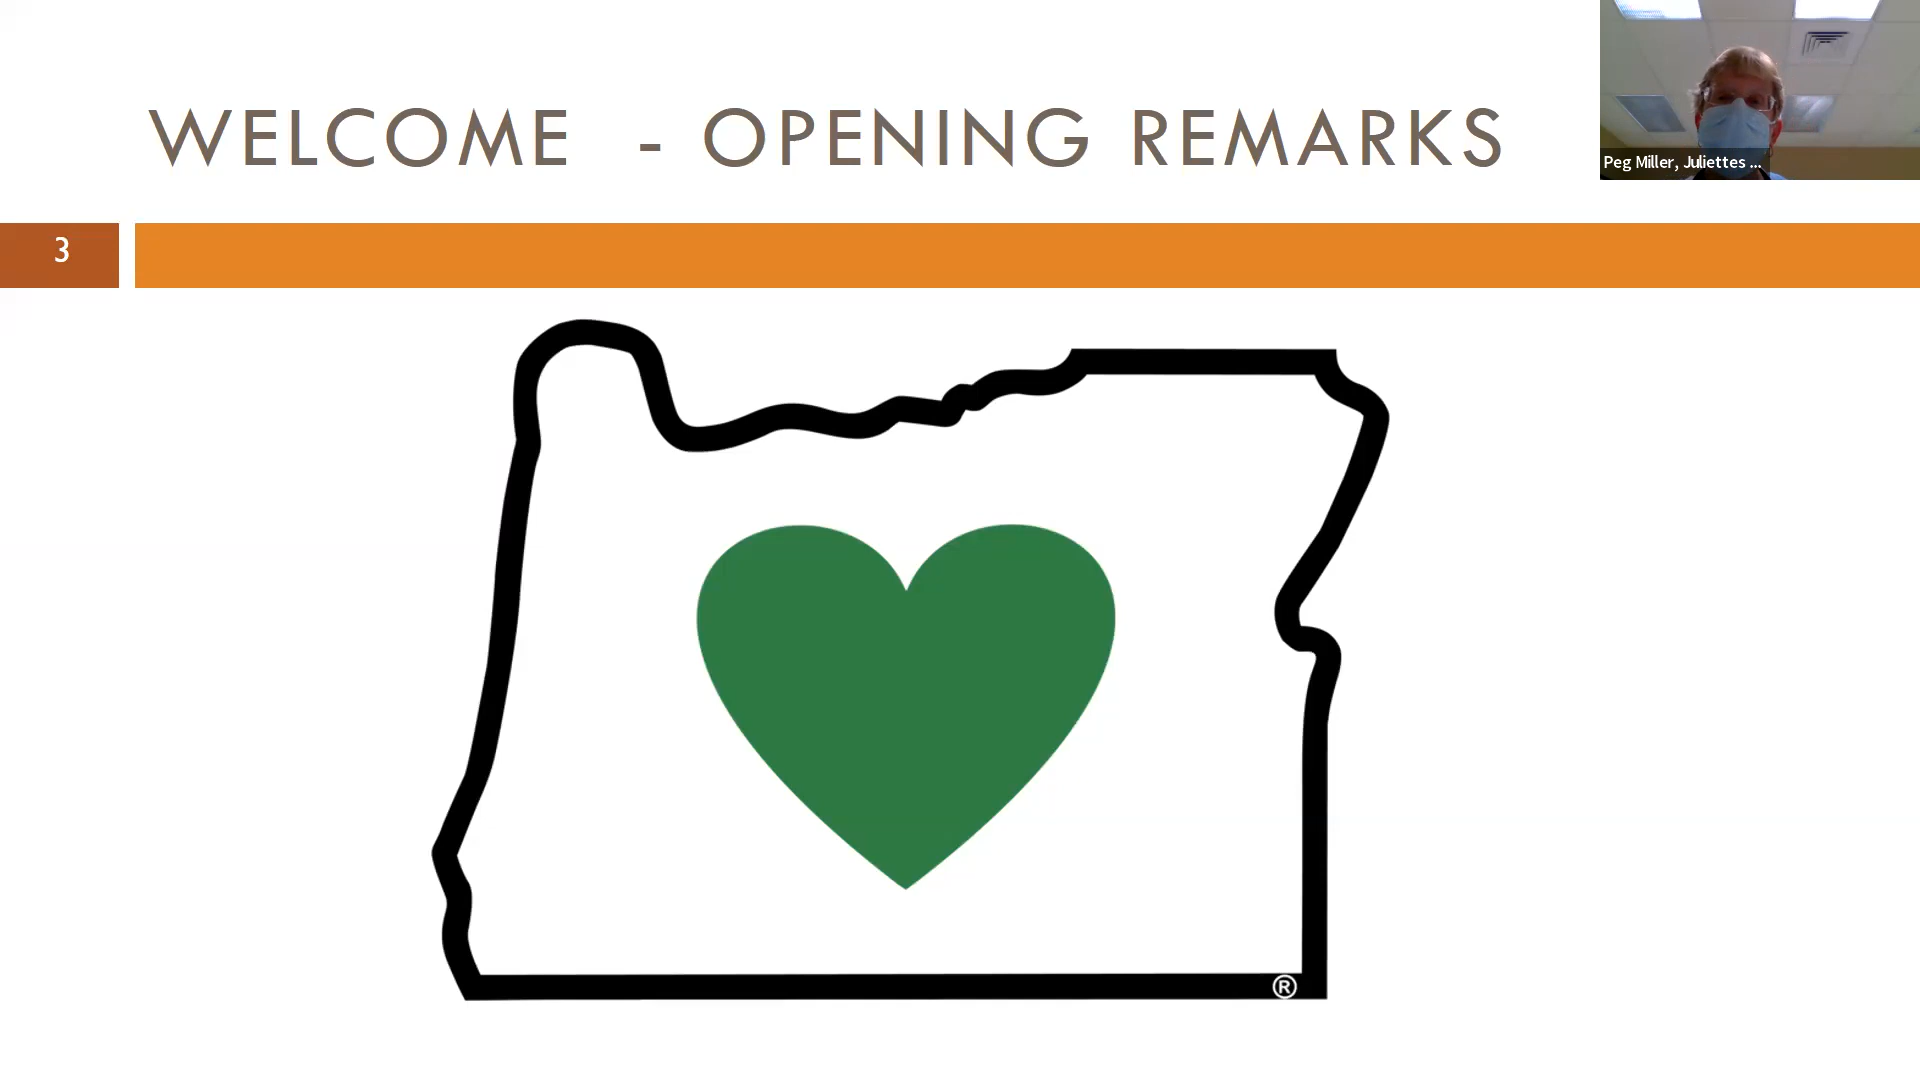 WELCOME - OPENING REMARKS
Peg Miller, Juliettes ...
3
®